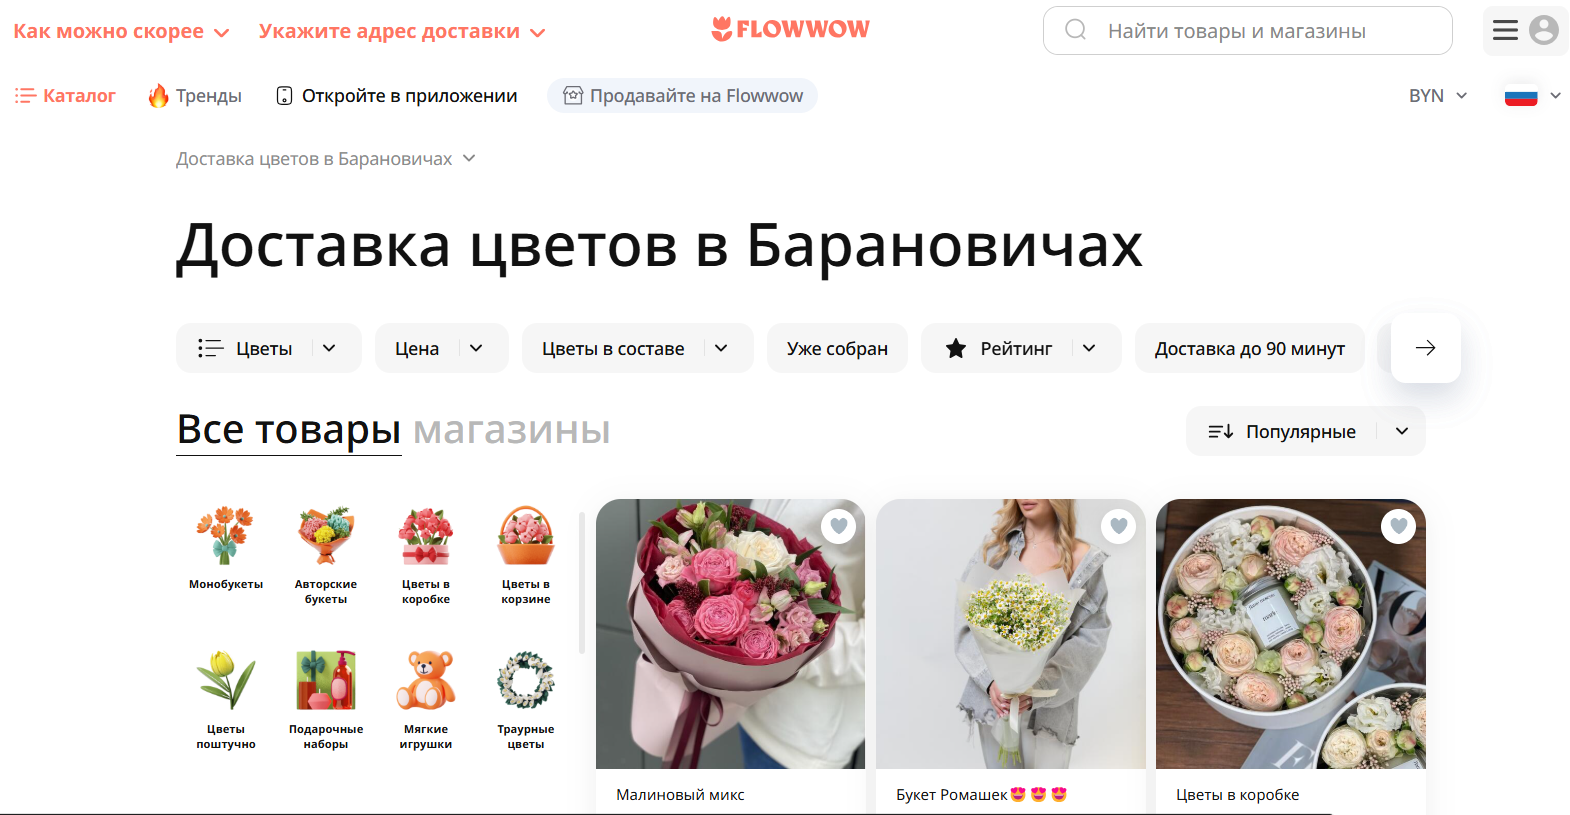 Как можно скорее
Укажите адрес доставки
FLOWWOW
Найти товары и магазины
Каталог
Тренды
Откройте в приложении
Продавайте на Flowwow
BYN
Доставка цветов в Барановичах
Доставка цветов в Барановичах
Цветы
Цена
Цветы в составе
Уже собран
Рейтинг
Доставка до 90 минут
Все товары
магазины
Популярные
Монобукеты
Авторские
букеты
Цветы в
коробке
Цветы в
корзине
Цветы
поштучно
Подарочные
наборы
Мягкие
игрушки
Траурные
цветы
Малиновый микс
Букет Ромашек😍😍😍
Цветы в коробке